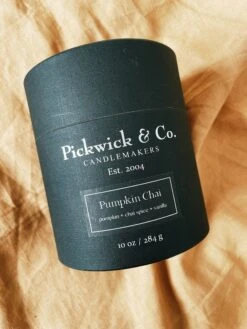 Pickwick & Co.
CANDLEMAKERS
Est. 2004
Pumpkin Chai
pumpkin + chai spice + vanilla
10 oz / 284 g